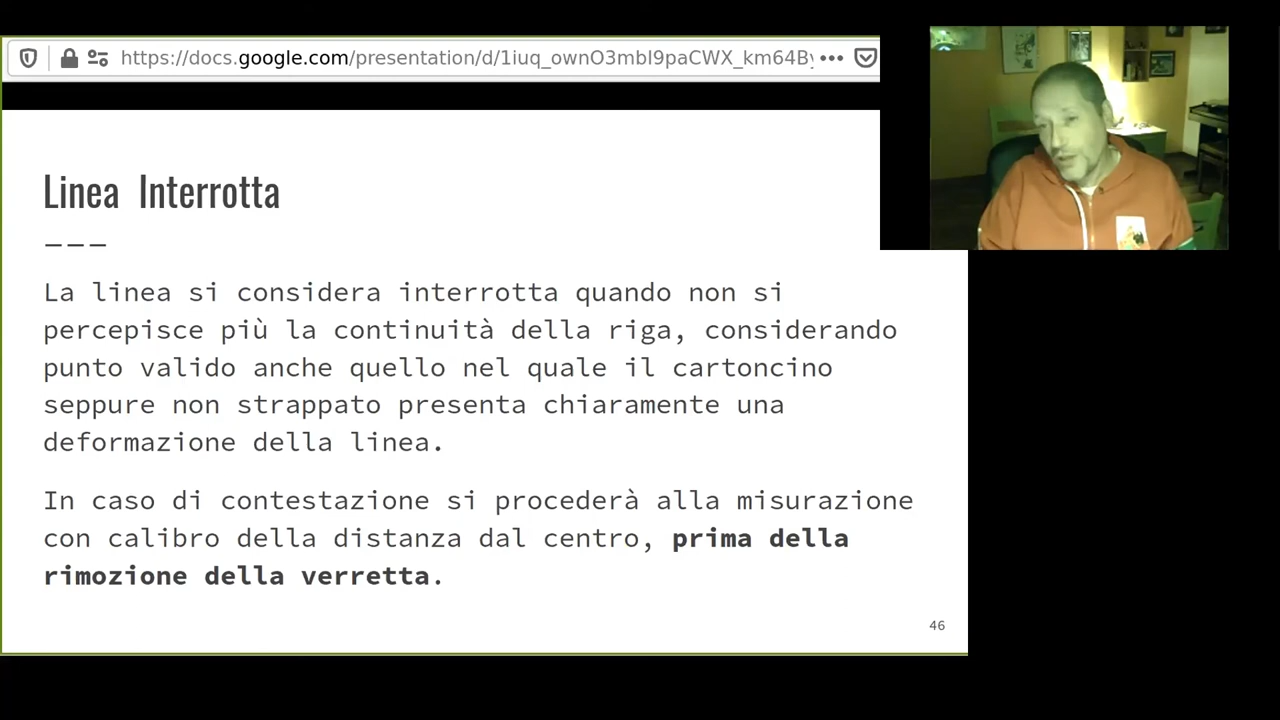 https://docs.google.com/presentation/d/1iuq_ownO3mbl9paCWX_km64By
Linea Interrotta
La linea si considera interrotta quando non si
percepisce più la continuità della riga, considerando
punto valido anche quello nel quale il cartoncino
seppure non strappato presenta chiaramente una
deformazione della linea.
In caso di contestazione si procederà alla misurazione
con calibro della distanza dal centro, prima della
rimozione della verretta.
46